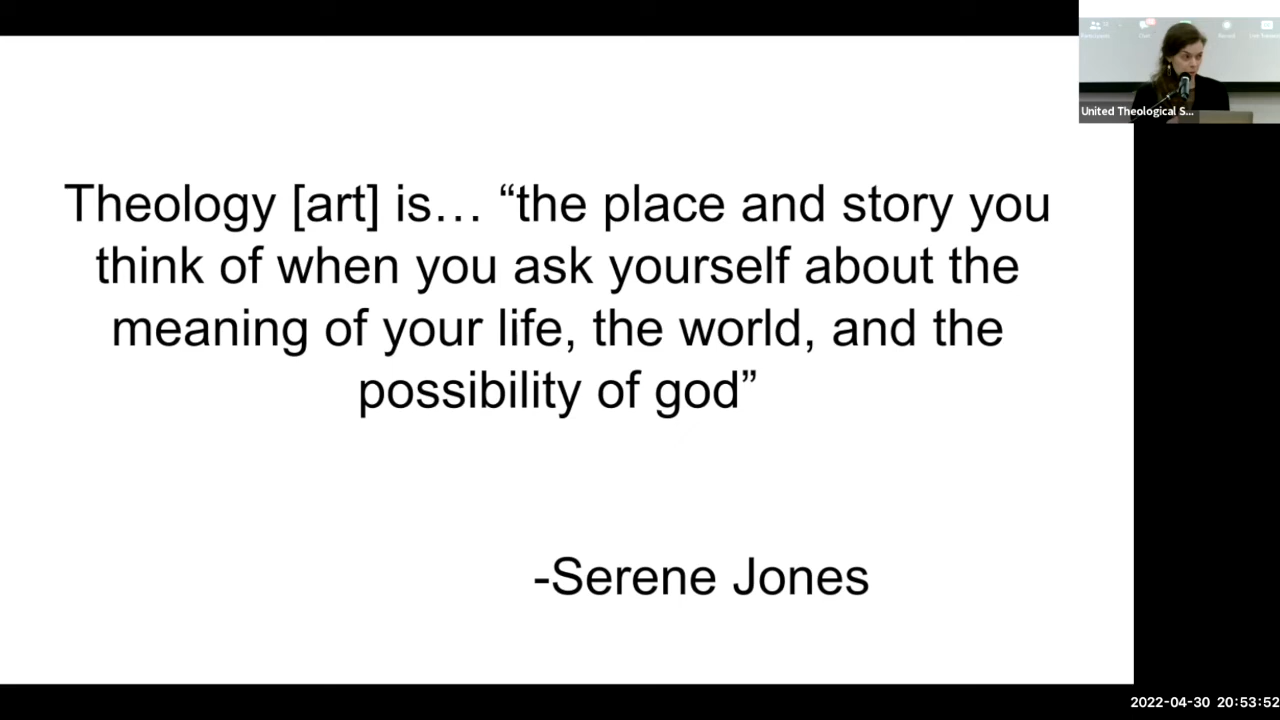 Theology [art] is… “the place and story you
think of when you ask yourself about the
meaning of your life, the world, and the
possibility of god”
-Serene Jones
United Theological S...
2022-04-30 20:53:52